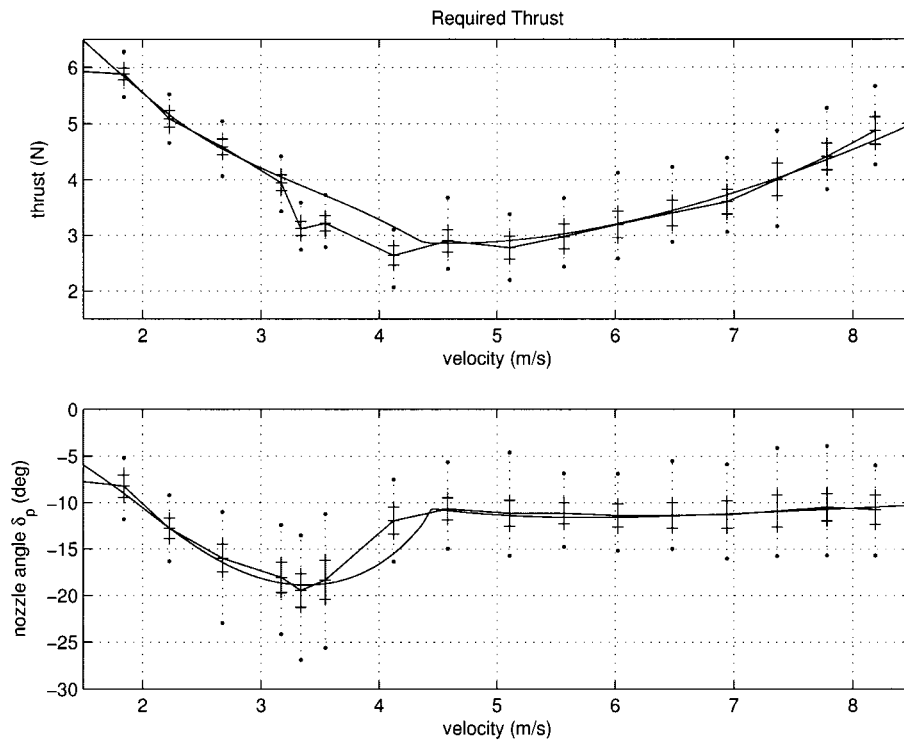 Required Thrust
thrust (N)
6
5
4
3
2
2 3 4 5 6 7 8
velocity (m/s)
nozzle angle δp (deg)
0
−5
−10
−15
−20
−25
−30
2 3 4 5 6 7 8
velocity (m/s)